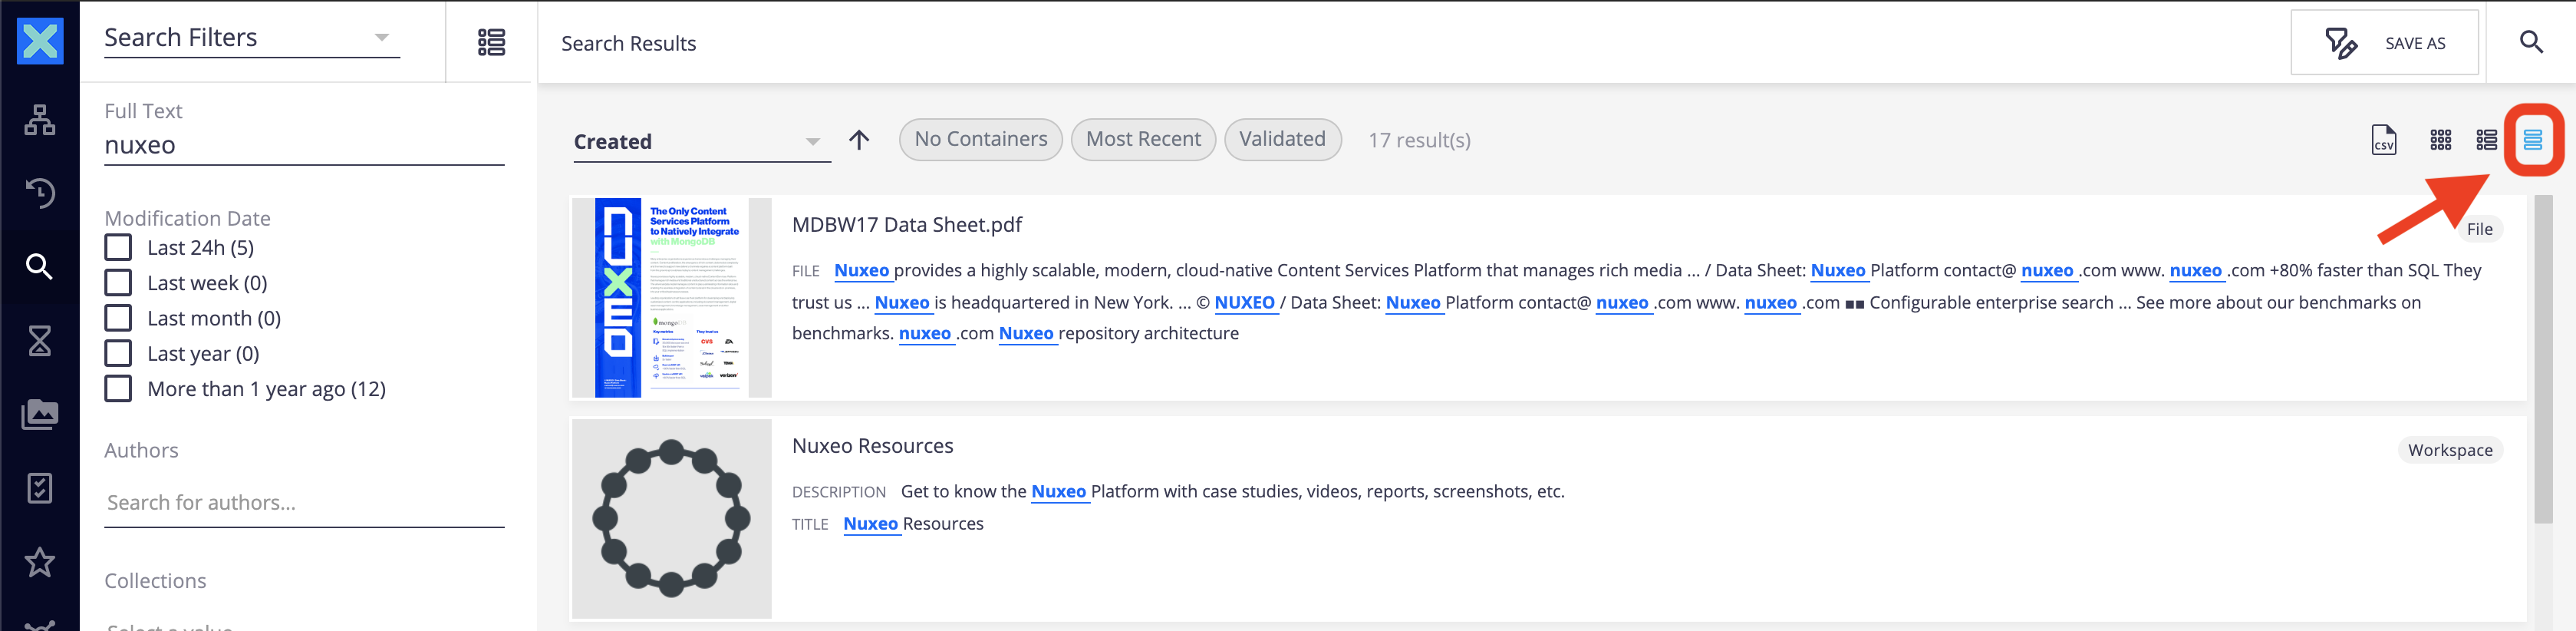 Search Filters
Search Results
SAVE AS
Full Text
nuxeo
Modification Date
Last 24h (5)
Last week (0)
Last month (0)
Last year (0)
More than 1 year ago (12)
Authors
Search for authors...
Collections
Select a value
Created
No Containers
Most Recent
Validated
17 result(s)
CSV
NUXEO
The Only Content
Services Platform
to Natively Integrate
with MongoDB
MDBW17 Data Sheet.pdf
File
FILE Nuxeo provides a highly scalable, modern, cloud-native Content Services Platform that manages rich media ... / Data Sheet: Nuxeo Platform contact@ nuxeo .com www. nuxeo .com +80% faster than SQL They
trust us ... Nuxeo is headquartered in New York. ... © NUXEO / Data Sheet: Nuxeo Platform contact@ nuxeo .com www. nuxeo .com ■■ Configurable enterprise search ... See more about our benchmarks on
benchmarks. nuxeo .com Nuxeo repository architecture
Nuxeo Resources
Workspace
DESCRIPTION Get to know the Nuxeo Platform with case studies, videos, reports, screenshots, etc.
TITLE Nuxeo Resources